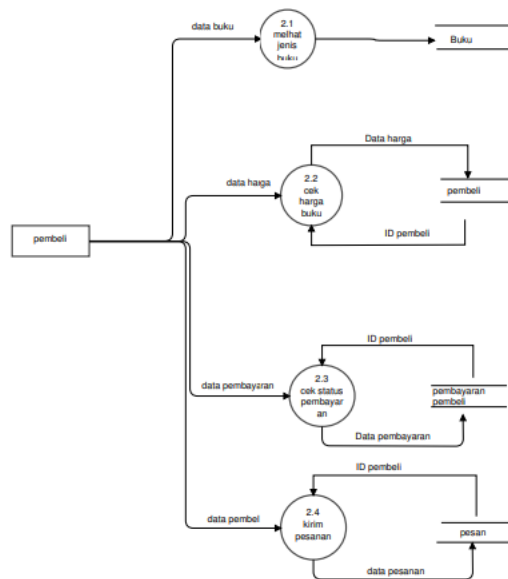 data buku
2.1
melhat
jenis
buku
Buku
Data harga
data harga
2.2
cek
harga
buku
pembeli
ID pembeli
pembeli
ID pembeli
data pembayaran
2.3
cek status
pembayar
an
pembayaran
pembeli
Data pembayaran
ID pembeli
data pembel
2.4
kirim
pesanan
pesan
data pesanan